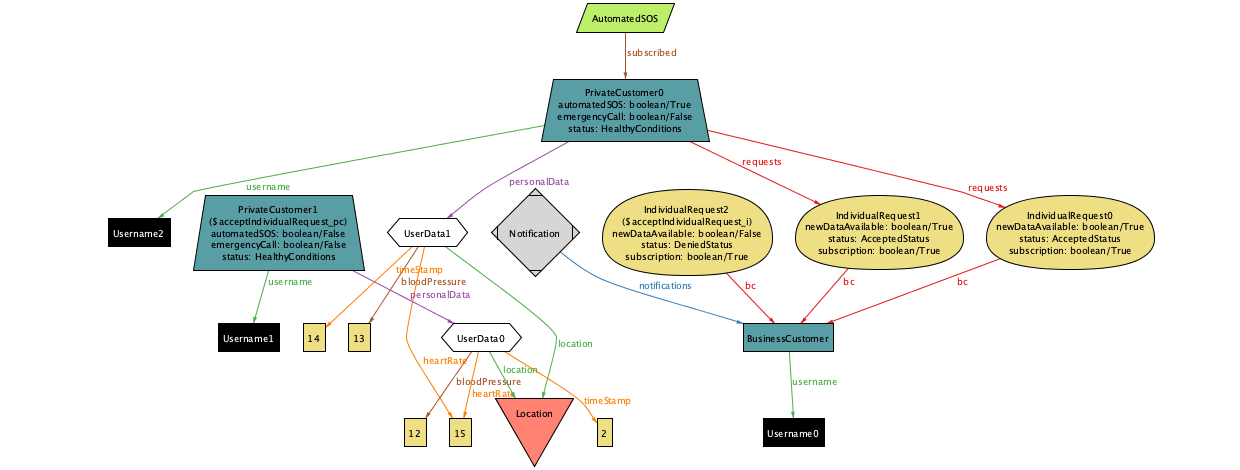 AutomatedSOS
subscribed
PrivateCustomer0
automatedSOS: boolean/True
emergencyCall: boolean/False
status: HealthyConditions
requests
personalData
username
requests
PrivateCustomer1
($acceptIndividualRequest_pc)
automatedSOS: boolean/False
emergencyCall: boolean/False
status: HealthyConditions
Username2
UserData1
Notification
IndividualRequest2
($acceptIndividualRequest_i)
newDataAvailable: boolean/False
status: DeniedStatus
subscription: boolean/True
IndividualRequest1
newDataAvailable: boolean/True
status: AcceptedStatus
subscription: boolean/True
IndividualRequest0
newDataAvailable: boolean/True
status: AcceptedStatus
subscription: boolean/True
timeStamp
bloodPressure
username
personalData
notifications
bc
bc
bc
Username1
14
13
UserData0
location
BusinessCustomer
heartRate
location
bloodPressure
heartRate
timeStamp
username
12
15
Location
2
Username0